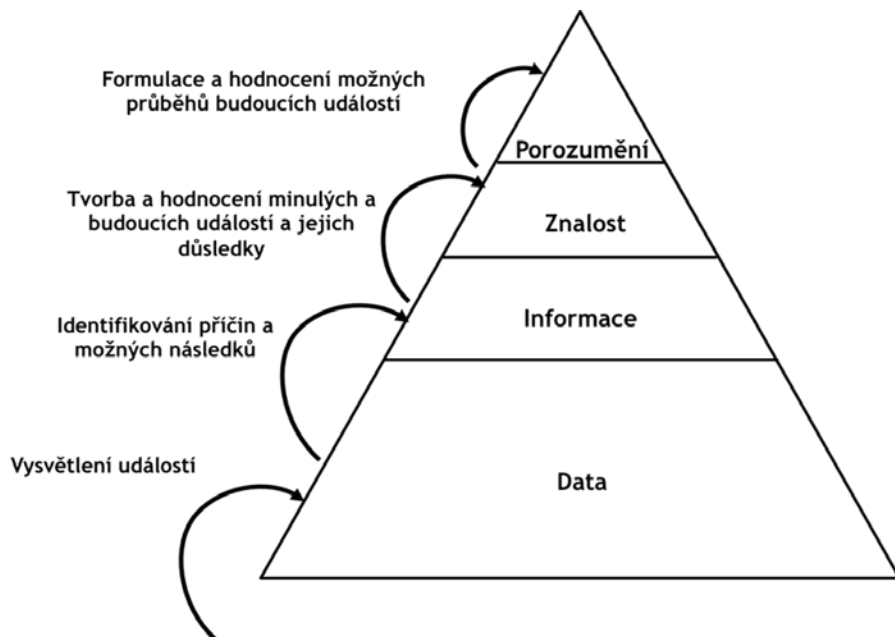 Formulace a hodnocení možných
průběhů budoucích událostí
Porozumění
Tvorba a hodnocení minulých a
budoucích událostí a jejich
důsledky
Znalost
Identifikování příčin a
možných následků
Informace
Vysvětlení událostí
Data